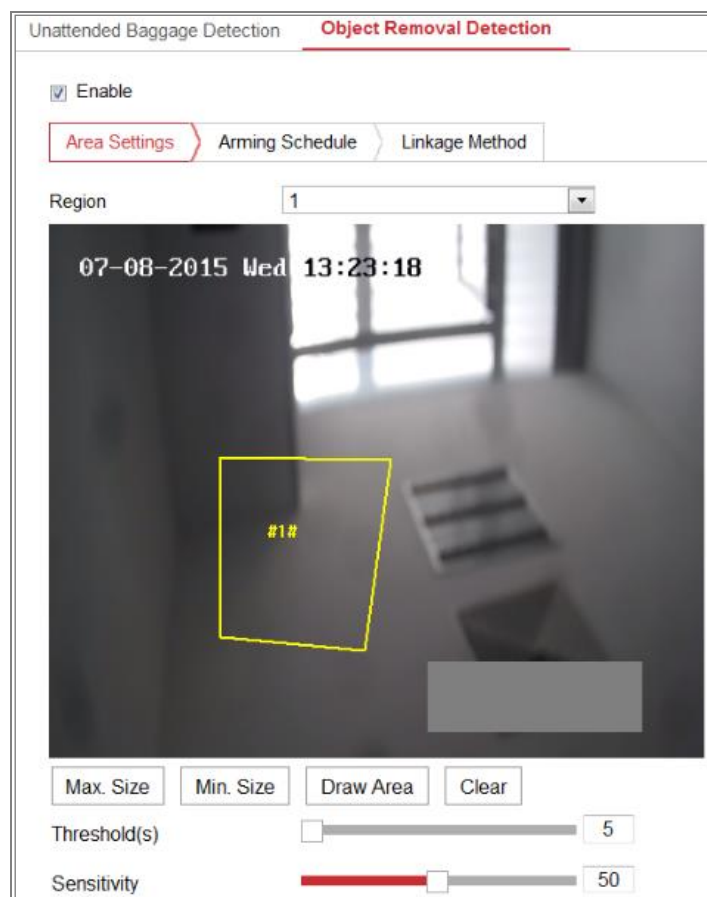 Unattended Baggage Detection Object Removal Detection
Enable
Area Settings Arming Schedule Linkage Method
Region 1
07-08-2015 Wed 13:23:18
#1#
Max. Size Min. Size Draw Area Clear
Threshold(s) 5
Sensitivity 50